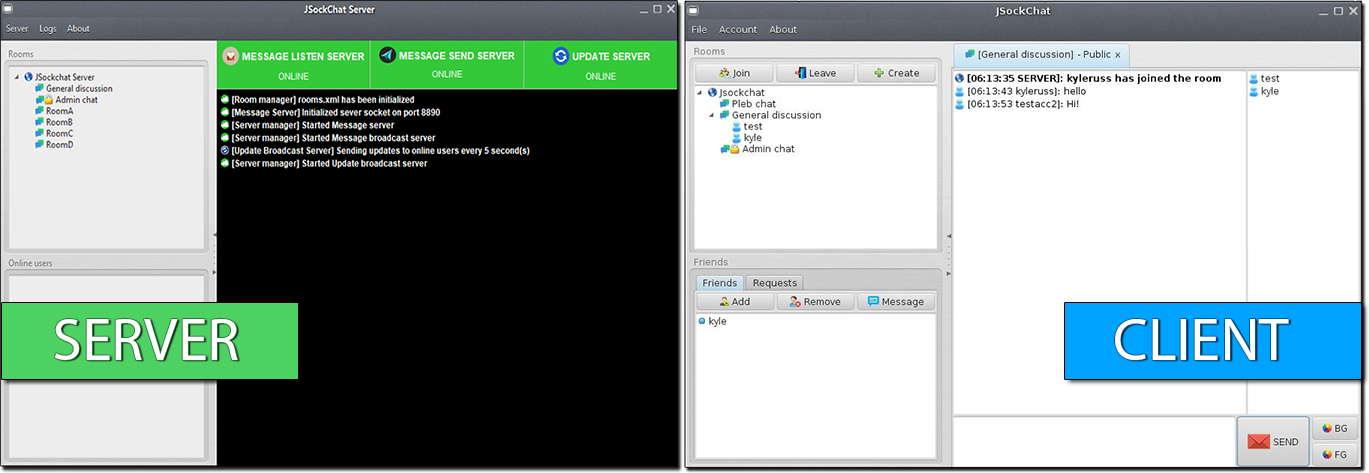 JSockChat Server
Server Logs About
Rooms
JSockchat Server
General discussion
Admin chat
RoomA
RoomB
RoomC
RoomD
Online users
MESSAGE LISTEN SERVER
ONLINE
MESSAGE SEND SERVER
ONLINE
UPDATE SERVER
ONLINE
[Room manager] rooms.xml has been initialized
[Message Server] Initialized sever socket on port 8890
[Server manager] Started Message server
[Server manager] Started Message broadcast server
[Update Broadcast Server] Sending updates to online users every 5 second(s)
[Server manager] Started Update broadcast server
SERVER
JSockChat
File Account About
Rooms
Join Leave Create
Jsockchat
Pleb chat
General discussion
test
kyle
Admin chat
Friends
Friends Requests
Add Remove Message
kyle
[General discussion] - Public x
[06:13:35 SERVER]: kyleruss has joined the room
[06:13:43 kyleruss]: hello
[06:13:53 testacc2]: Hi!
test
kyle
CLIENT
SEND
BG
FG